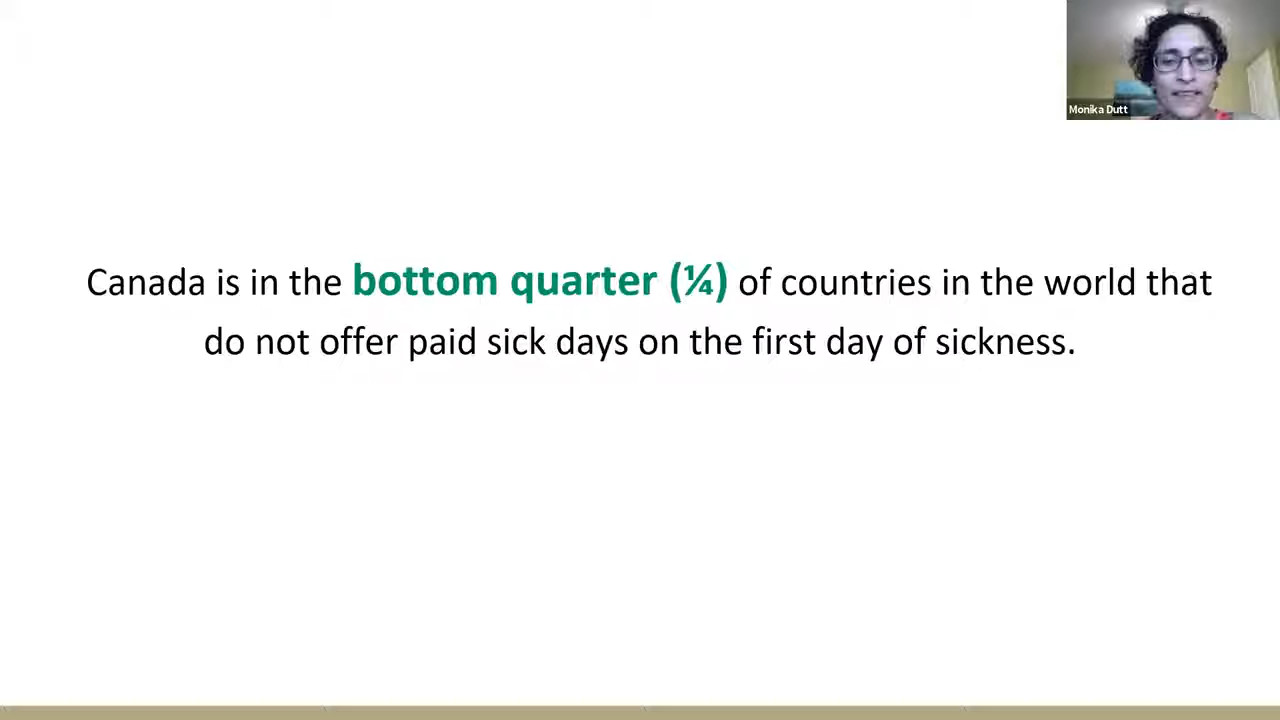 Monika Dutt
Canada is in the bottom quarter (¼) of countries in the world that
do not offer paid sick days on the first day of sickness.